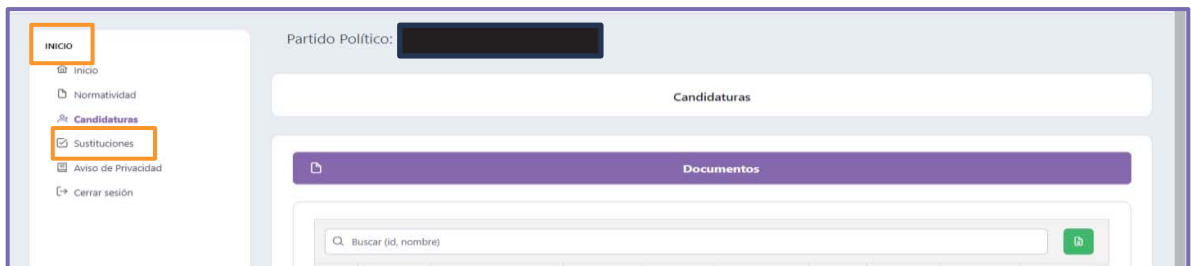 INICIO
Inicio
Normatividad
Candidaturas
Sustituciones
Aviso de Privacidad
Cerrar sesión
Partido Político:
Candidaturas
Documentos
Buscar (id, nombre)